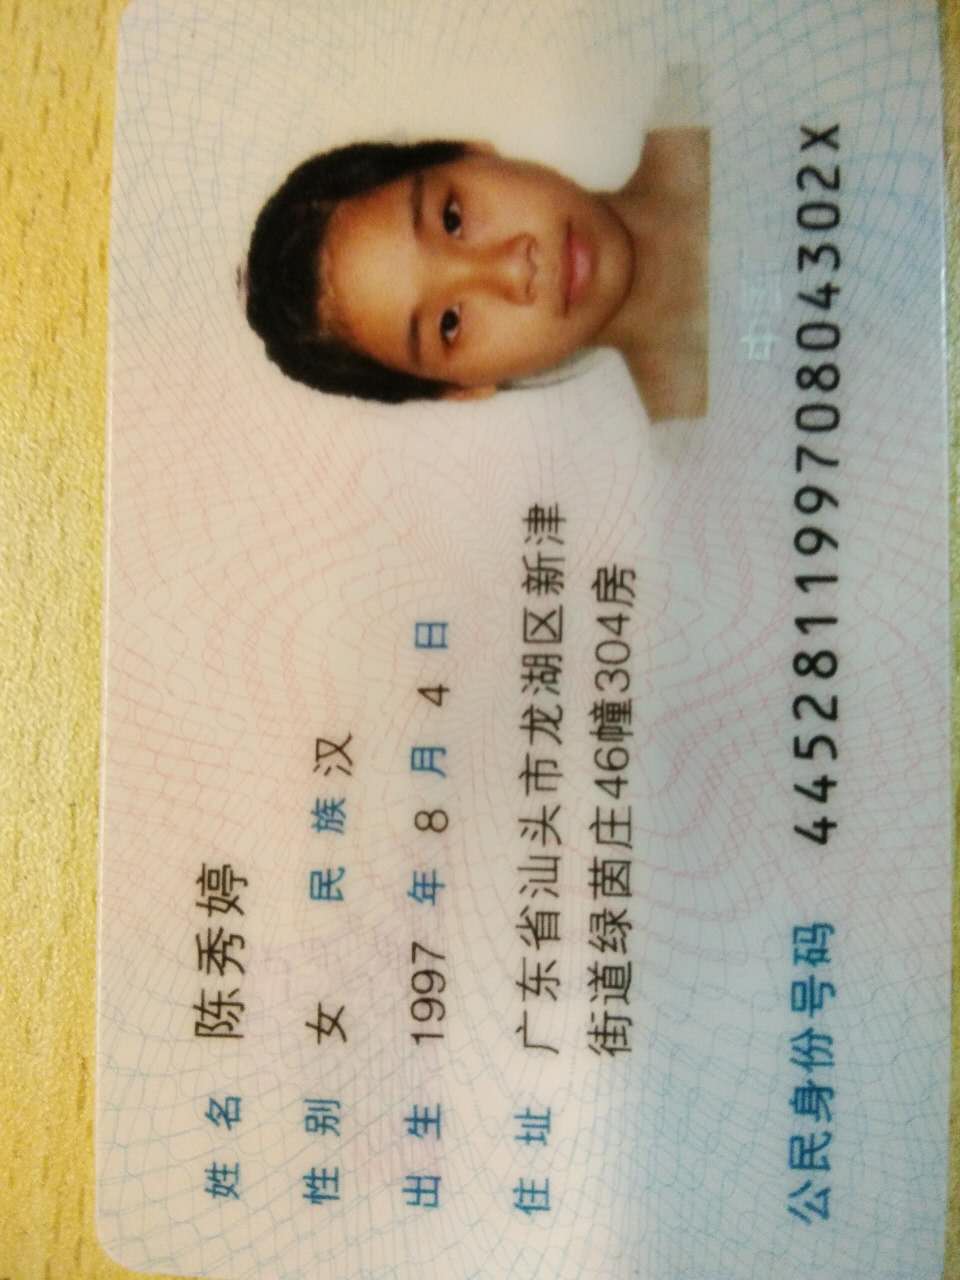 姓名 陈秀婷
性别 女 民族 汉
出生 1997 年 8 月 4 日
住址 广东省汕头市龙湖区新津
街道绿茵庄46幢304房
公民身份号码 44528119970804302X